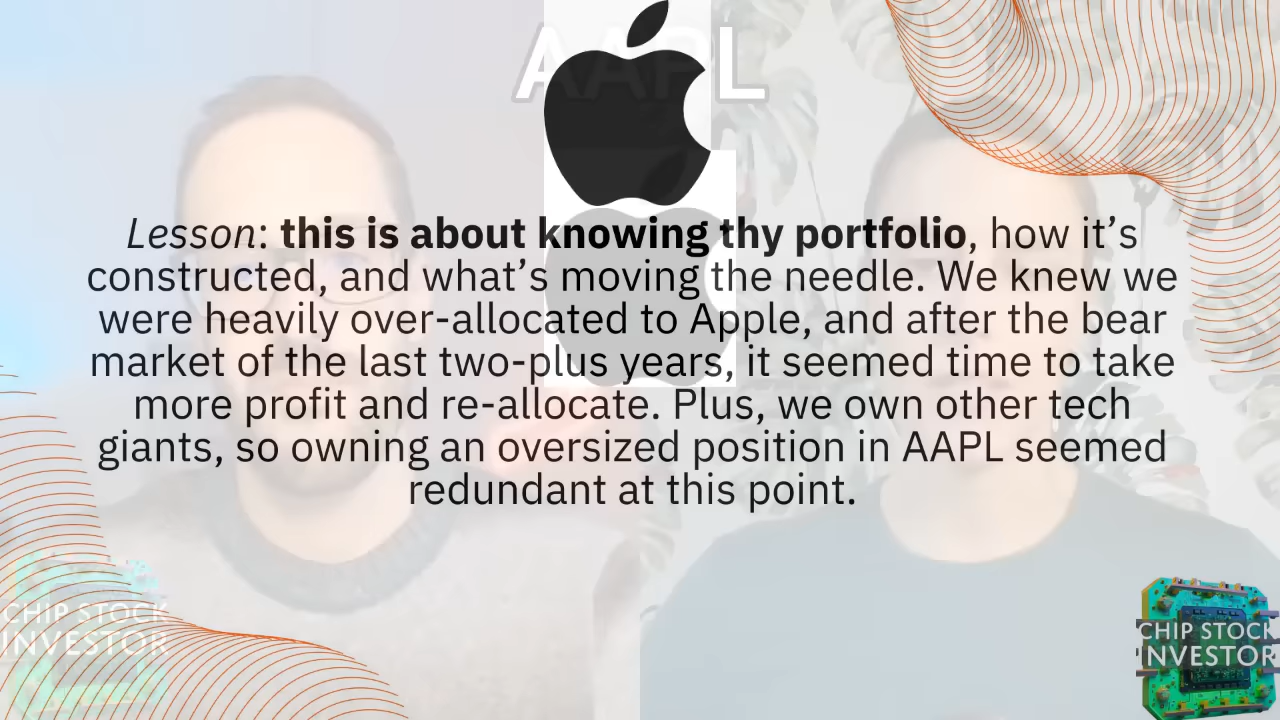 AAPL
Lesson: this is about knowing thy portfolio, how it’s
constructed, and what’s moving the needle. We knew we
were heavily over-allocated to Apple, and after the bear
market of the last two-plus years, it seemed time to take
more profit and re-allocate. Plus, we own other tech
giants, so owning an oversized position in AAPL seemed
redundant at this point.
CHIP STOCK
INVESTOR
CHIP STOCK
INVESTOR